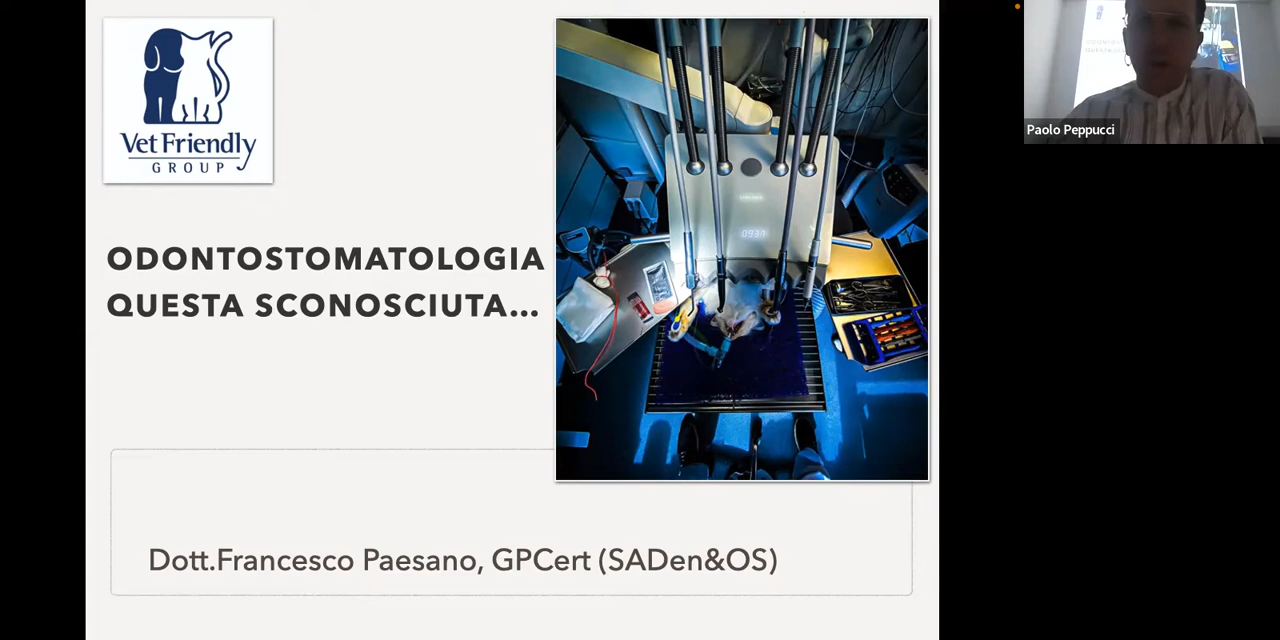 Vet Friendly
GROUP
ODONTOSTOMATOLOGIA
QUESTA SCONOSCIUTA...
Dott.Francesco Paesano, GPCert (SADen&OS)
Paolo Peppucci